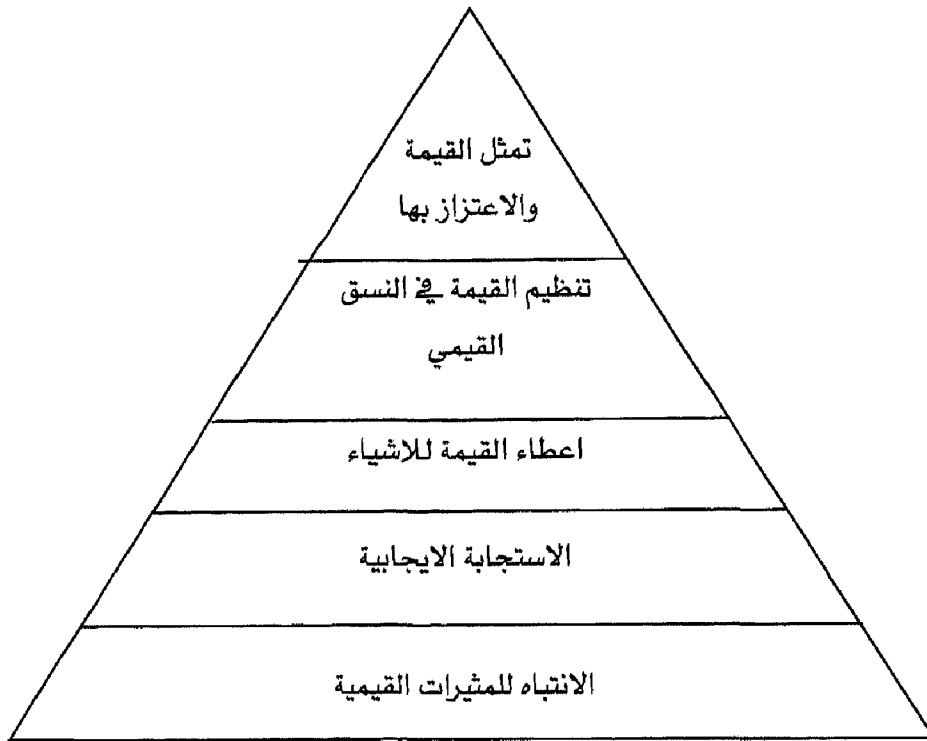 تمثل القيمة
والاعتزاز بها
تنظيم القيمة في النسق
القيمي
اعطاء القيمة للاشياء
الاستجابة الايجابية
الانتباه للمثيرات القيمية